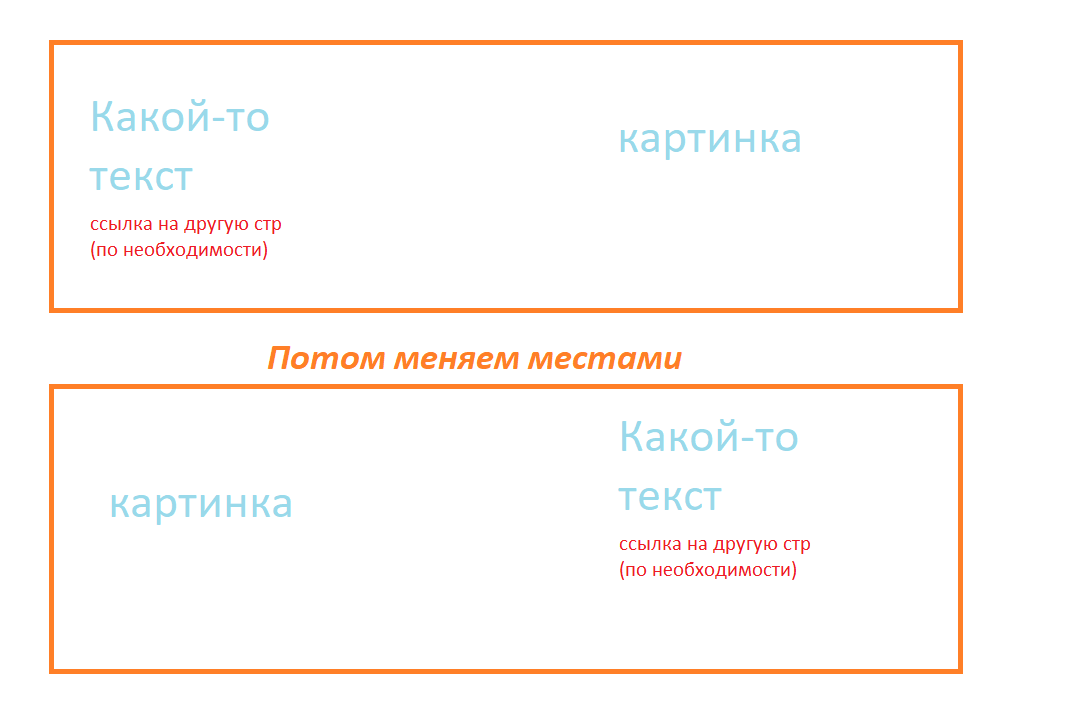 Какой-то
текст
ссылка на другую стр
(по необходимости)
картинка
Потом меняем местами
картинка
Какой-то
текст
ссылка на другую стр
(по необходимости)